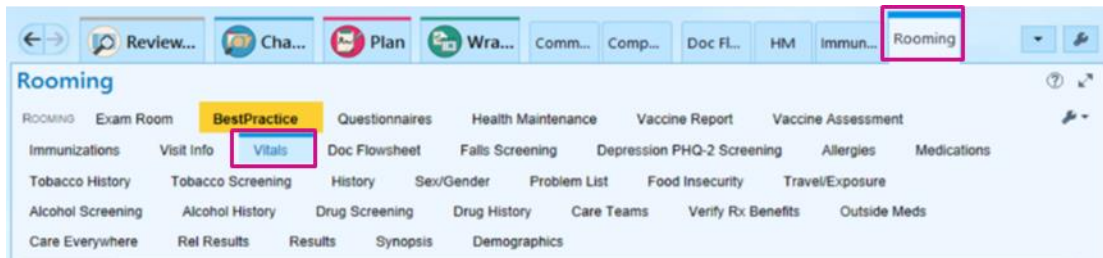 Review... Cha... Plan Wra... Comm... Comp... Doc Fl... HM Immun... Rooming
Rooming
ROOMING Exam Room BestPractice Questionnaires Health Maintenance Vaccine Report Vaccine Assessment
Immunizations Visit Info Vitals Doc Flowsheet Falls Screening Depression PHQ-2 Screening Allergies Medications
Tobacco History Tobacco Screening History Sex/Gender Problem List Food Insecurity Travel/Exposure
Alcohol Screening Alcohol History Drug Screening Drug History Care Teams Verify Rx Benefits Outside Meds
Care Everywhere Rel Results Results Synopsis Demographics